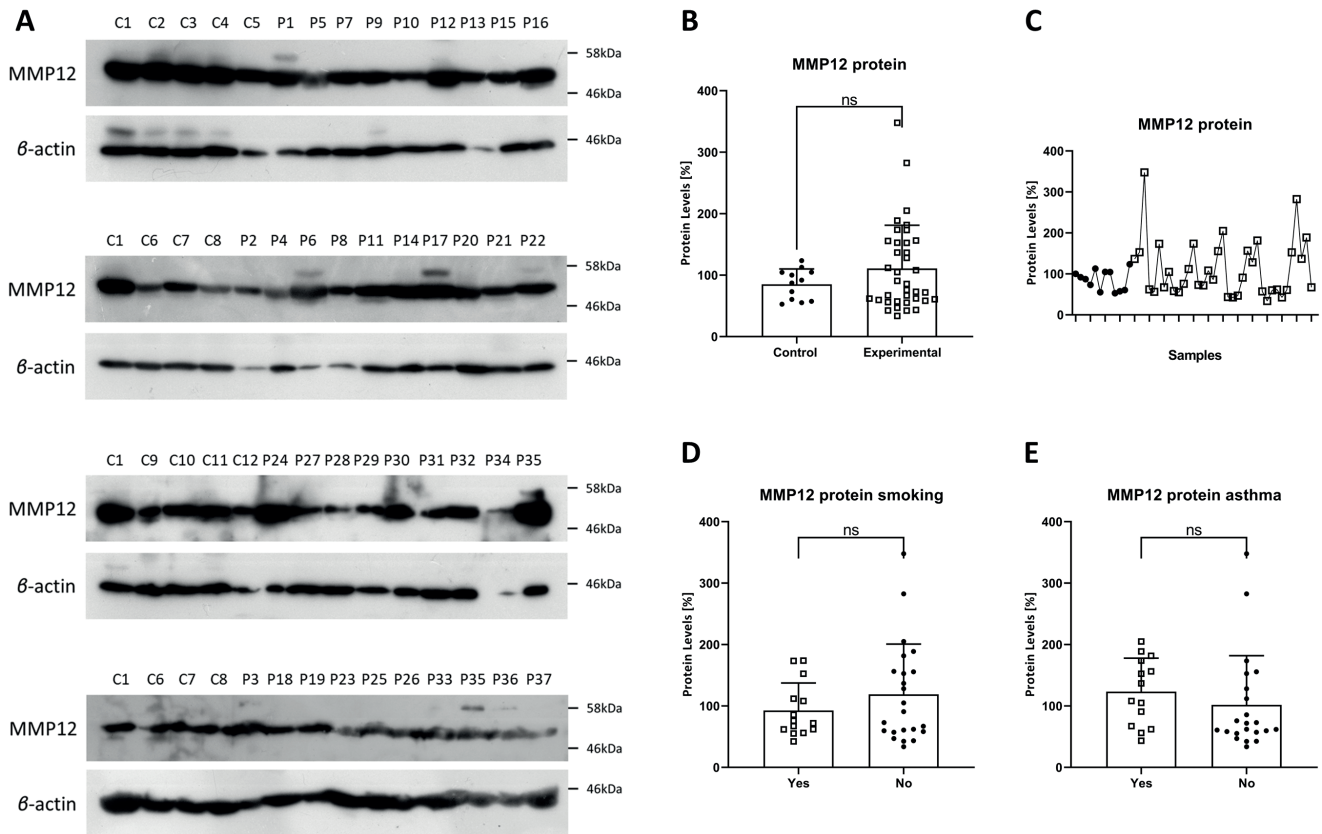 A
C1 C2 C3 C4 C5 P1 P5 P7 P9 P10 P12 P13 P15 P16
MMP12
58kDa
46kDa
β-actin
46kDa
C1 C6 C7 C8 P2 P4 P6 P8 P11 P14 P17 P20 P21 P22
MMP12
58kDa
46kDa
β-actin
46kDa
C1 C9 C10 C11 C12 P24 P27 P28 P29 P30 P31 P32 P34 P35
MMP12
58kDa
46kDa
β-actin
46kDa
C1 C6 C7 C8 P3 P18 P19 P23 P25 P26 P33 P35 P36 P37
MMP12
58kDa
46kDa
β-actin
46kDa
B
MMP12 protein
Protein Levels [%]
400
300
200
100
0
ns
Control Experimental
C
MMP12 protein
Protein Levels [%]
400
300
200
100
0
Samples
D
MMP12 protein smoking
Protein Levels [%]
400
300
200
100
0
ns
Yes No
E
MMP12 protein asthma
Protein Levels [%]
400
300
200
100
0
ns
Yes No